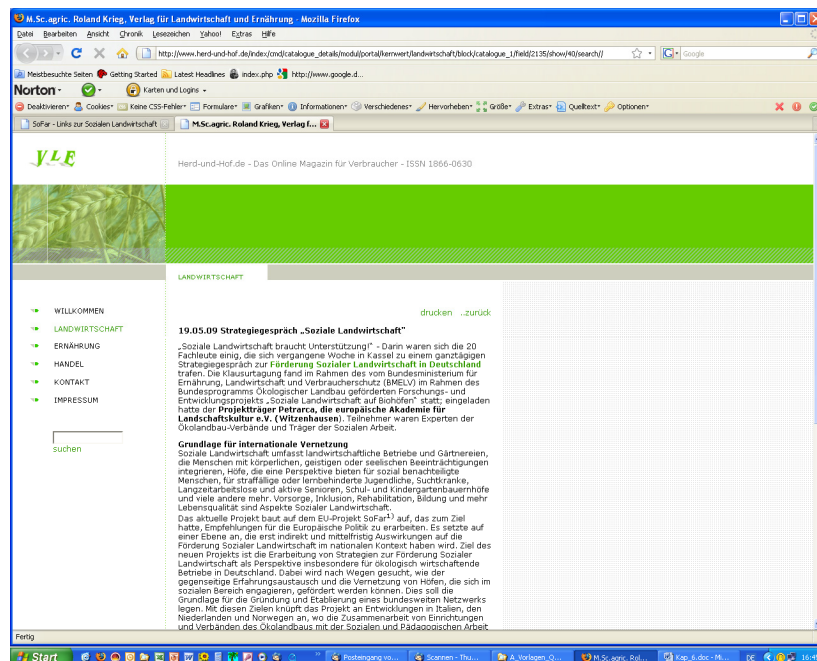 M.Sc.agric. Roland Krieg, Verlag für Landwirtschaft und Ernährung - Mozilla Firefox
Datei Bearbeiten Ansicht Chronik Lesezeichen Yahoo! Extras Hilfe
http://www.herd-und-hof.de/index/cmd/catalogue_details/modul/portal/kernwert/landwirtschaft/block/catalogue_1/field/2135/show/40/search//
Google
Meistbesuchte Seiten Getting Started Latest Headlines index.php http://www.google.d...
Norton Karten und Logins
Deaktivieren Cookies Keine CSS-Fehler Formulare Grafiken Informationen Verschiedenes Hervorheben Größe Extras Quelltext Optionen
SoFar - Links zur Sozialen Landwirtschaft M.Sc.agric. Roland Krieg, Verlag f...
VLE
Herd-und-Hof.de - Das Online Magazin für Verbraucher - ISSN 1866-0630
LANDWIRTSCHAFT
WILLKOMMEN
LANDWIRTSCHAFT
ERNÄHRUNG
HANDEL
KONTAKT
IMPRESSUM
suchen
drucken ..zurück
19.05.09 Strategiegespräch „Soziale Landwirtschaft"
„Soziale Landwirtschaft braucht Unterstützung!" - Darin waren sich die 20
Fachleute einig, die sich vergangene Woche in Kassel zu einem ganztägigen
Strategiegespräch zur Förderung Sozialer Landwirtschaft in Deutschland
trafen. Die Klausurtagung fand im Rahmen des vom Bundesministerium für
Ernährung, Landwirtschaft und Verbraucherschutz (BMELV) im Rahmen des
Bundesprogramms Ökologischer Landbau geförderten Forschungs- und
Entwicklungsprojekts „Soziale Landwirtschaft auf Biohöfen" statt; eingeladen
hatte der Projektträger Petrarca, die europäische Akademie für
Landschaftskultur e.V. (Witzenhausen). Teilnehmer waren Experten der
Ökolandbau-Verbände und Träger der Sozialen Arbeit.
Grundlage für internationale Vernetzung
Soziale Landwirtschaft umfasst landwirtschaftliche Betriebe und Gärtnereien,
die Menschen mit körperlichen, geistigen oder seelischen Beeinträchtigungen
integrieren, Höfe, die eine Perspektive bieten für sozial benachteiligte
Menschen, für straffällige oder lernbehinderte Jugendliche, Suchtkranke,
Langzeitarbeitslose und aktive Senioren, Schul- und Kindergartenbauernhöfe
und viele andere mehr. Vorsorge, Inklusion, Rehabilitation, Bildung und mehr
Lebensqualität sind Aspekte Sozialer Landwirtschaft.
Das aktuelle Projekt baut auf dem EU-Projekt SoFar1) auf, das zum Ziel
hatte, Empfehlungen für die Europäische Politik zu erarbeiten. Es setzte auf
einer Ebene an, die erst indirekt und mittelfristig Auswirkungen auf die
Förderung Sozialer Landwirtschaft im nationalen Kontext haben wird. Ziel des
neuen Projekts ist die Erarbeitung von Strategien zur Förderung Sozialer
Landwirtschaft als Perspektive insbesondere für ökologisch wirtschaftende
Betriebe in Deutschland. Dabei wird nach Wegen gesucht, wie der
gegenseitige Erfahrungsaustausch und die Vernetzung von Höfen, die sich im
sozialen Bereich engagieren, gefördert werden können. Dies soll die
Grundlage für die Gründung und Etablierung eines bundesweiten Netzwerks
legen. Mit diesen Zielen knüpft das Projekt an Entwicklungen in Italien, den
Niederlanden und Norwegen an, wo die Zusammenarbeit von Einrichtungen
und Verbänden des Ökolandbaus mit der Sozialen und Pädagogischen Arbeit
Fertig
Start Posteingang vo... Scannen - Thu... A_Vorlagen_Q... M.Sc.agric. Rol... Kap_6.doc - Mi... DE 16:45